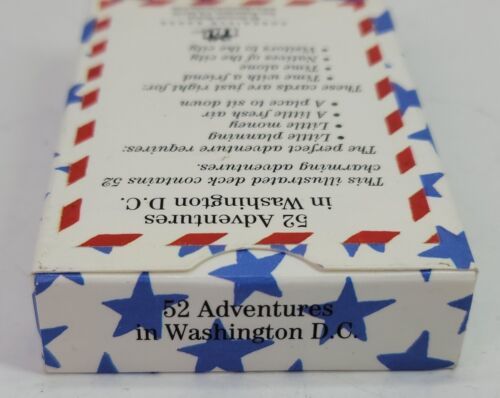 52 Adventures
in Washington D.C.
This illustrated deck contains 52
charming adventures.
The perfect adventure requires:
• Little planning
• Little money
• A little fresh air
• A place to sit down
These cards are just right for:
• Time with a friend
• Time alone
• Natives of the city
• Visitors to the city
52 Adventures
in Washington D.C.